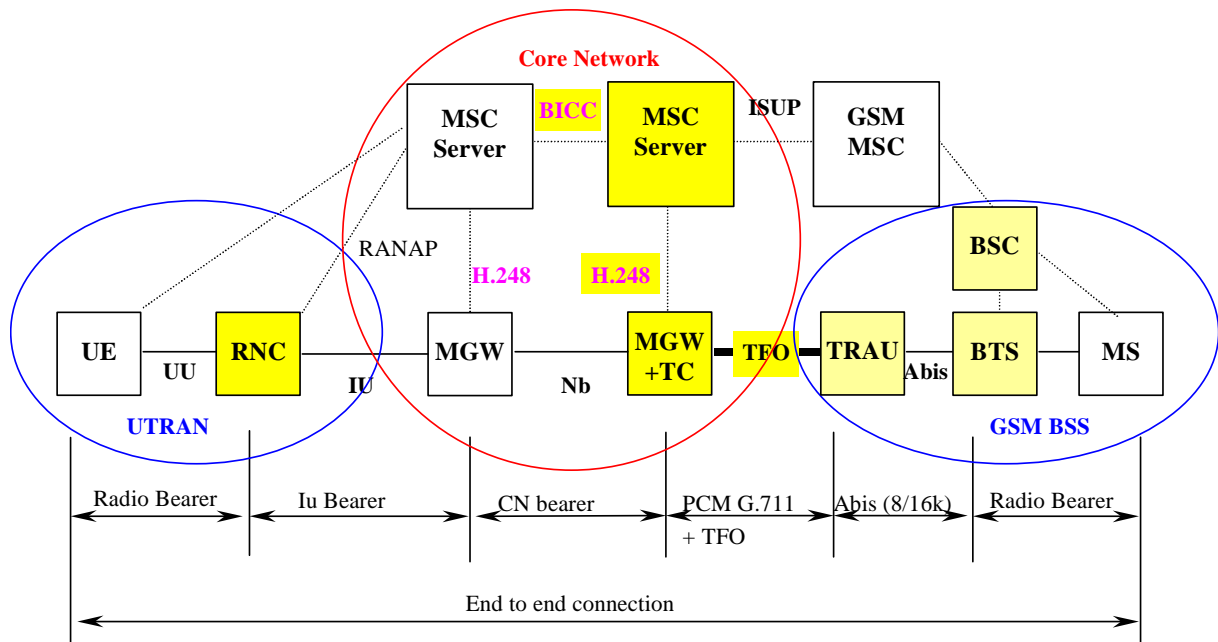 Core Network
BICC
ISUP
MSC
Server
MSC
Server
GSM
MSC
RANAP
BSC
H.248
H.248
UE
RNC
MGW
MGW
+TC
TFO
TRAU
BTS
MS
UU
IU
Nb
Abis
UTRAN
GSM BSS
Radio Bearer
Iu Bearer
CN bearer
PCM G.711
+ TFO
Abis (8/16k)
Radio Bearer
End to end connection